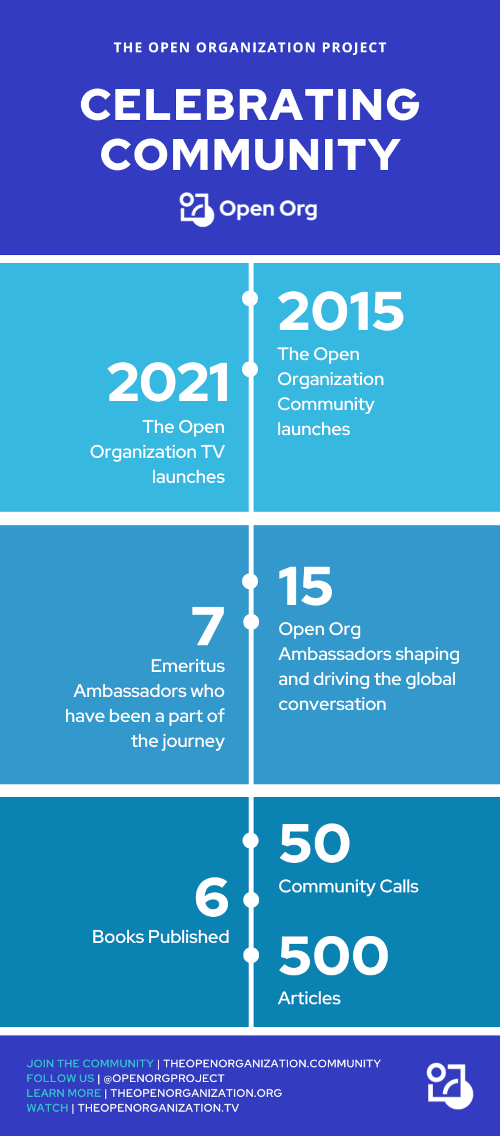 THE OPEN ORGANIZATION PROJECT
CELEBRATING
COMMUNITY
Open Org
2015
The Open
Organization
Community
launches
2021
The Open
Organization TV
launches
15
Open Org
Ambassadors shaping
and driving the global
conversation
7
Emeritus
Ambassadors who
have been a part of
the journey
50
Community Calls
6
Books Published
500
Articles
JOIN THE COMMUNITY | THEOPENORGANIZATION.COMMUNITY
FOLLOW US | @OPENORGPROJECT
LEARN MORE | THEOPENORGANIZATION.ORG
WATCH | THEOPENORGANIZATION.TV